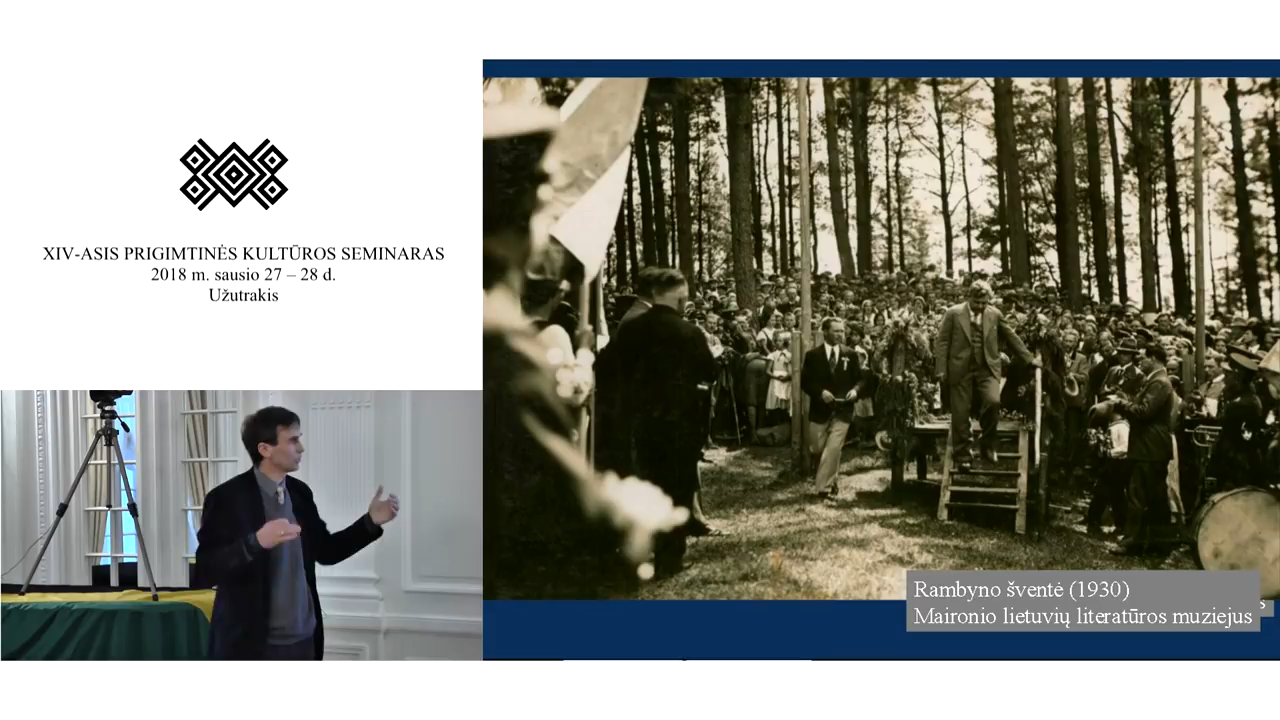 XIV-ASIS PRIGIMTINĖS KULTŪROS SEMINARAS
2018 m. sausio 27 – 28 d.
Užutrakis
Rambyno šventė (1930)
Maironio lietuvių literatūros muziejus